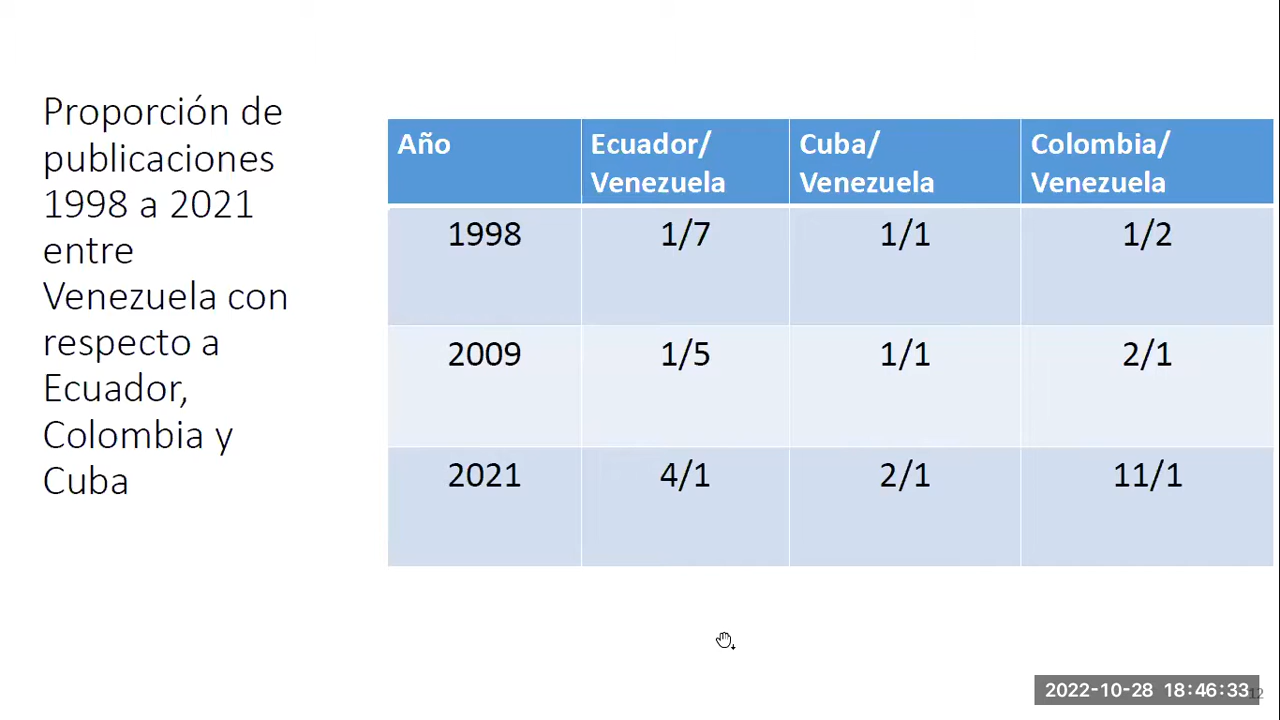 Proporción de
publicaciones
1998 a 2021
entre
Venezuela con
respecto a
Ecuador,
Colombia y
Cuba
Año
Ecuador/
Venezuela
Cuba/
Venezuela
Colombia/
Venezuela
1998
1/7
1/1
1/2
2009
1/5
1/1
2/1
2021
4/1
2/1
11/1
2022-10-28 18:46:33
12